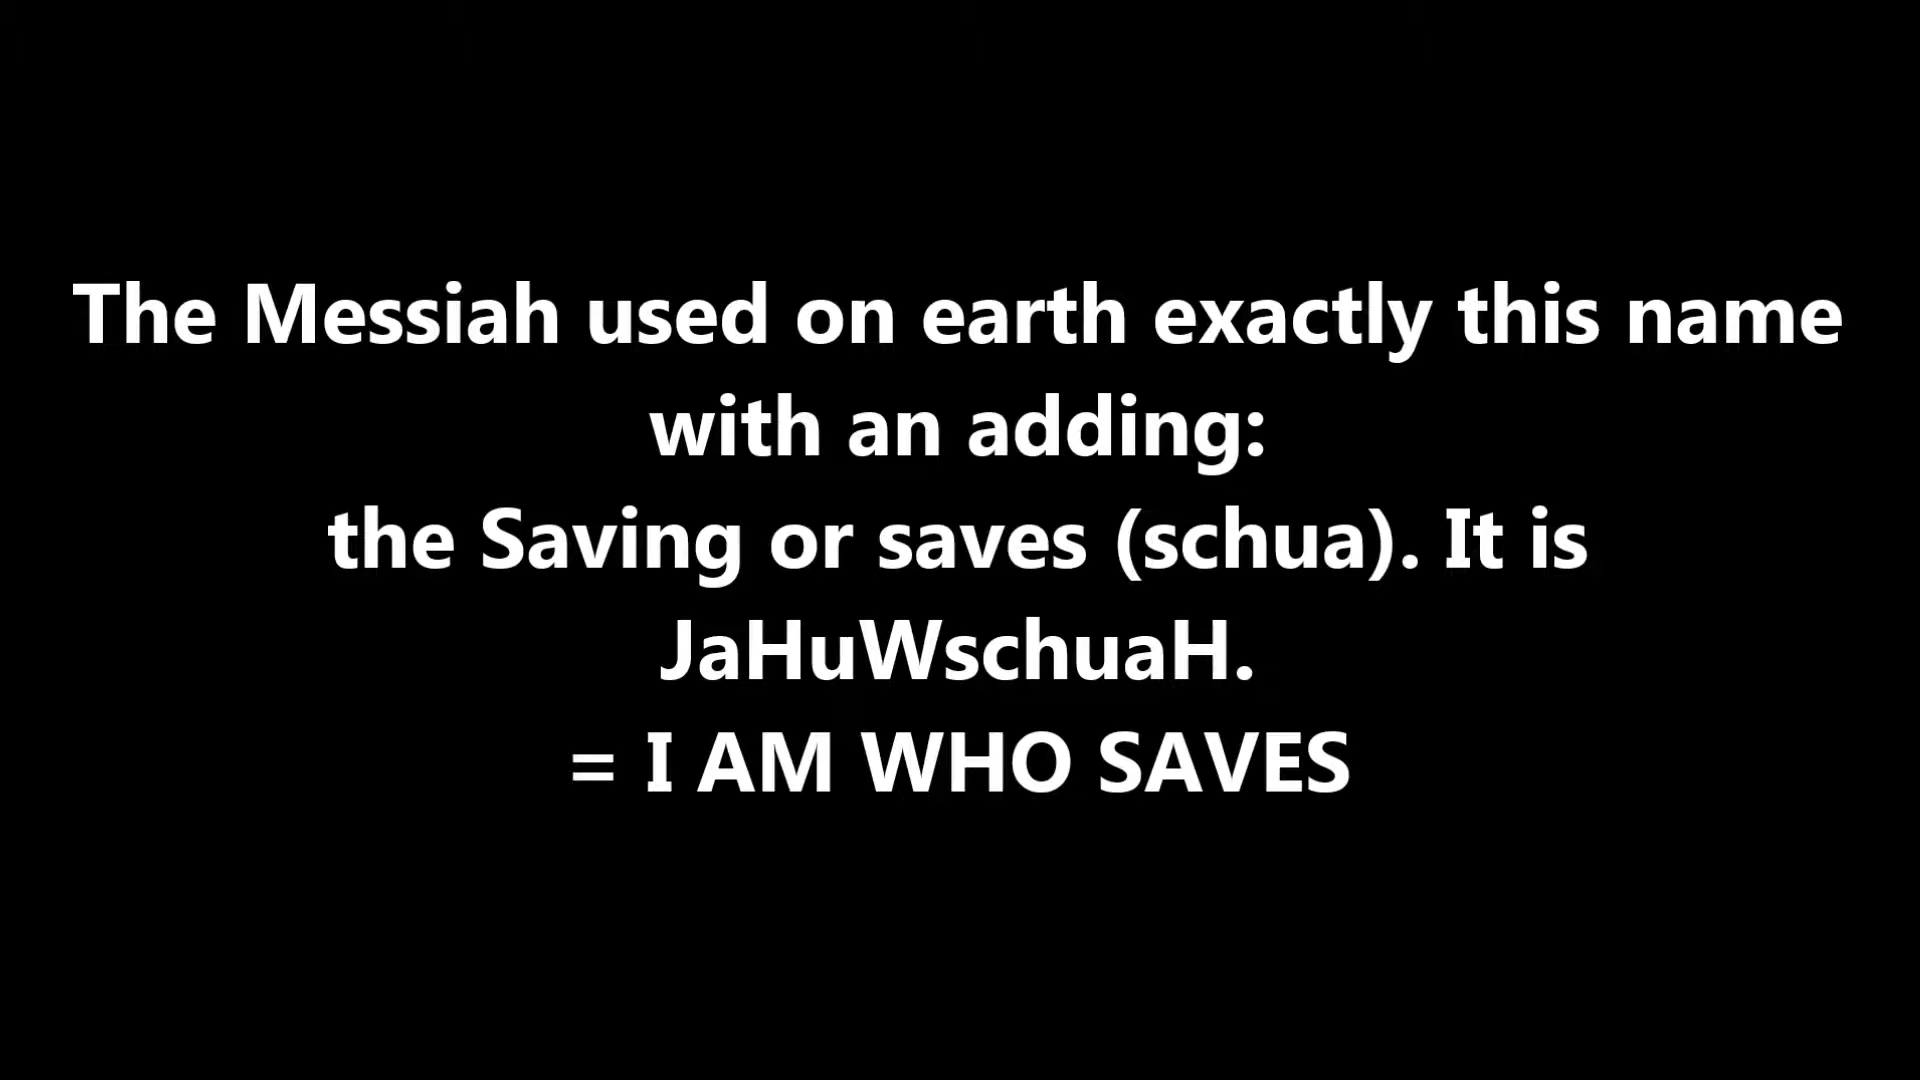 The Messiah used on earth exactly this name
with an adding:
the Saving or saves (schua). It is
JaHuWschuaH.
= I AM WHO SAVES